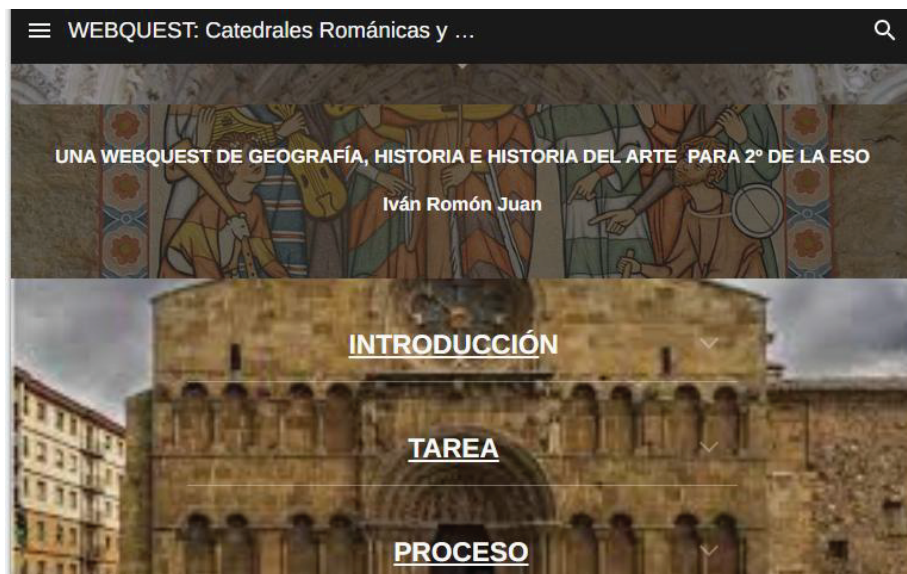 WEBQUEST: Catedrales Románicas y …
UNA WEBQUEST DE GEOGRAFÍA, HISTORIA E HISTORIA DEL ARTE PARA 2º DE LA ESO
Iván Romón Juan
INTRODUCCIÓN
TAREA
PROCESO